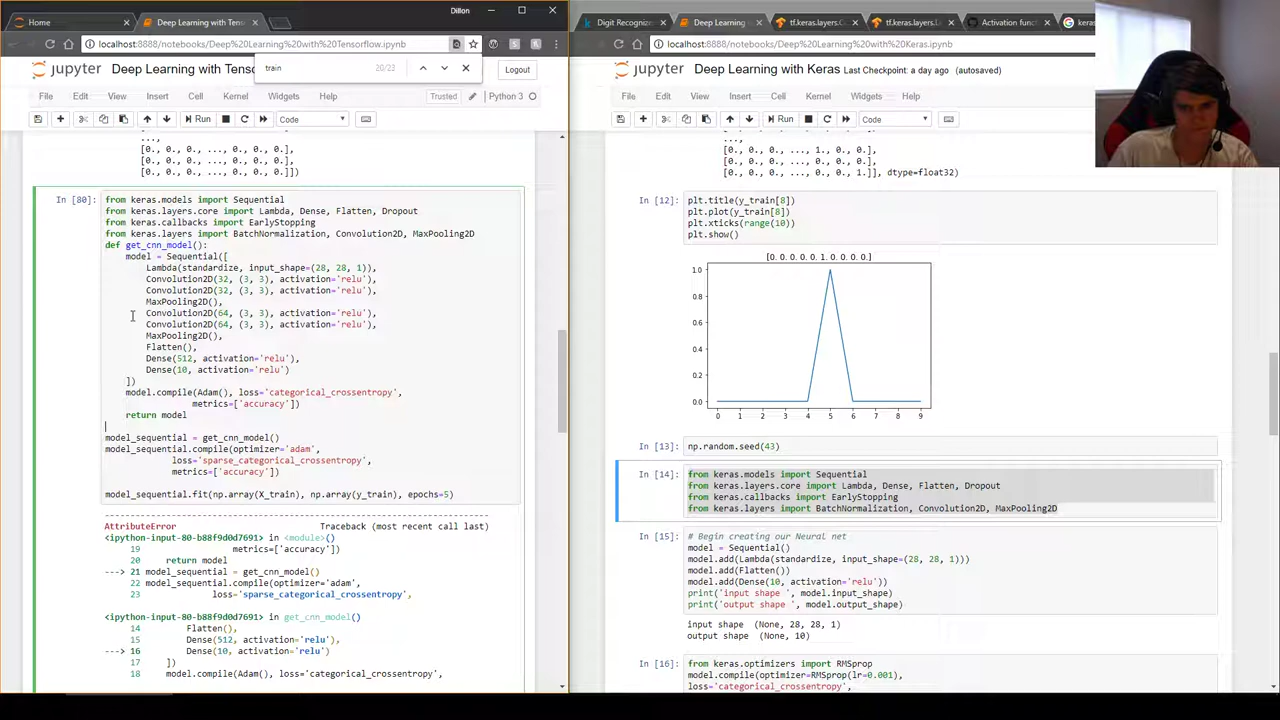 Dillon
Home
Deep Learning with Tens
localhost:8888/notebooks/Deep%20Learning%20with%20Tensorflow.ipynb
train
20/23
jupyter Deep Learning with Tens
Logout
File Edit View Insert Cell Kernel Widgets Help
Trusted
Python 3
Run
Code
...,
[0., 0., 0., ..., 0., 0., 0.],
[0., 0., 0., ..., 0., 0., 0.],
[0., 0., 0., ..., 0., 0., 0.]])
In [80]:
from keras.models import Sequential
from keras.layers.core import Lambda, Dense, Flatten, Dropout
from keras.callbacks import EarlyStopping
from keras.layers import BatchNormalization, Convolution2D, MaxPooling2D
def get_cnn_model():
model = Sequential([
Lambda(standardize, input_shape=(28, 28, 1)),
Convolution2D(32, (3, 3), activation='relu'),
Convolution2D(32, (3, 3), activation='relu'),
MaxPooling2D(),
Convolution2D(64, (3, 3), activation='relu'),
Convolution2D(64, (3, 3), activation='relu'),
MaxPooling2D(),
Flatten(),
Dense(512, activation='relu'),
Dense(10, activation='relu')
])
model.compile(Adam(), loss='categorical_crossentropy',
metrics=['accuracy'])
return model
model_sequential = get_cnn_model()
model_sequential.compile(optimizer='adam',
loss='sparse_categorical_crossentropy',
metrics=['accuracy'])
model_sequential.fit(np.array(X_train), np.array(y_train), epochs=5)
AttributeError Traceback (most recent call last)
<ipython-input-80-b88f9d0d7691> in <module>()
19 metrics=['accuracy'])
20 return model
---> 21 model_sequential = get_cnn_model()
22 model_sequential.compile(optimizer='adam',
23 loss='sparse_categorical_crossentropy',
<ipython-input-80-b88f9d0d7691> in get_cnn_model()
14 Flatten(),
15 Dense(512, activation='relu'),
---> 16 Dense(10, activation='relu')
17 ])
18 model.compile(Adam(), loss='categorical_crossentropy',
Digit Recogniz
Deep Learning
tf.keras.layers.C
tf.keras.layers.L
Activation func
keras
localhost:8888/notebooks/Deep%20Learning%20with%20Keras.ipynb
jupyter Deep Learning with Keras Last Checkpoint: a day ago (autosaved)
File Edit View Insert Cell Kernel Widgets Help
Run
Code
...,
[0., 0., 0., ..., 1., 0., 0.],
[0., 0., 0., ..., 0., 0., 0.],
[0., 0., 0., ..., 0., 0., 1.]], dtype=float32)
In [12]:
plt.title(y_train[8])
plt.plot(y_train[8])
plt.xticks(range(10))
plt.show()
[0. 0. 0. 0. 0. 1. 0. 0. 0. 0.]
1.0
0.8
0.6
0.4
0.2
0.0
0 1 2 3 4 5 6 7 8 9
In [13]:
np.random.seed(43)
In [14]:
from keras.models import Sequential
from keras.layers.core import Lambda, Dense, Flatten, Dropout
from keras.callbacks import EarlyStopping
from keras.layers import BatchNormalization, Convolution2D, MaxPooling2D
In [15]:
# Begin creating our Neural net
model = Sequential()
model.add(Lambda(standardize, input_shape=(28, 28, 1)))
model.add(Flatten())
model.add(Dense(10, activation='relu'))
print('input shape ', model.input_shape)
print('output shape ', model.output_shape)
input shape (None, 28, 28, 1)
output shape (None, 10)
In [16]:
from keras.optimizers import RMSprop
model.compile(optimizer=RMSprop(lr=0.001),
loss='categorical_crossentropy',